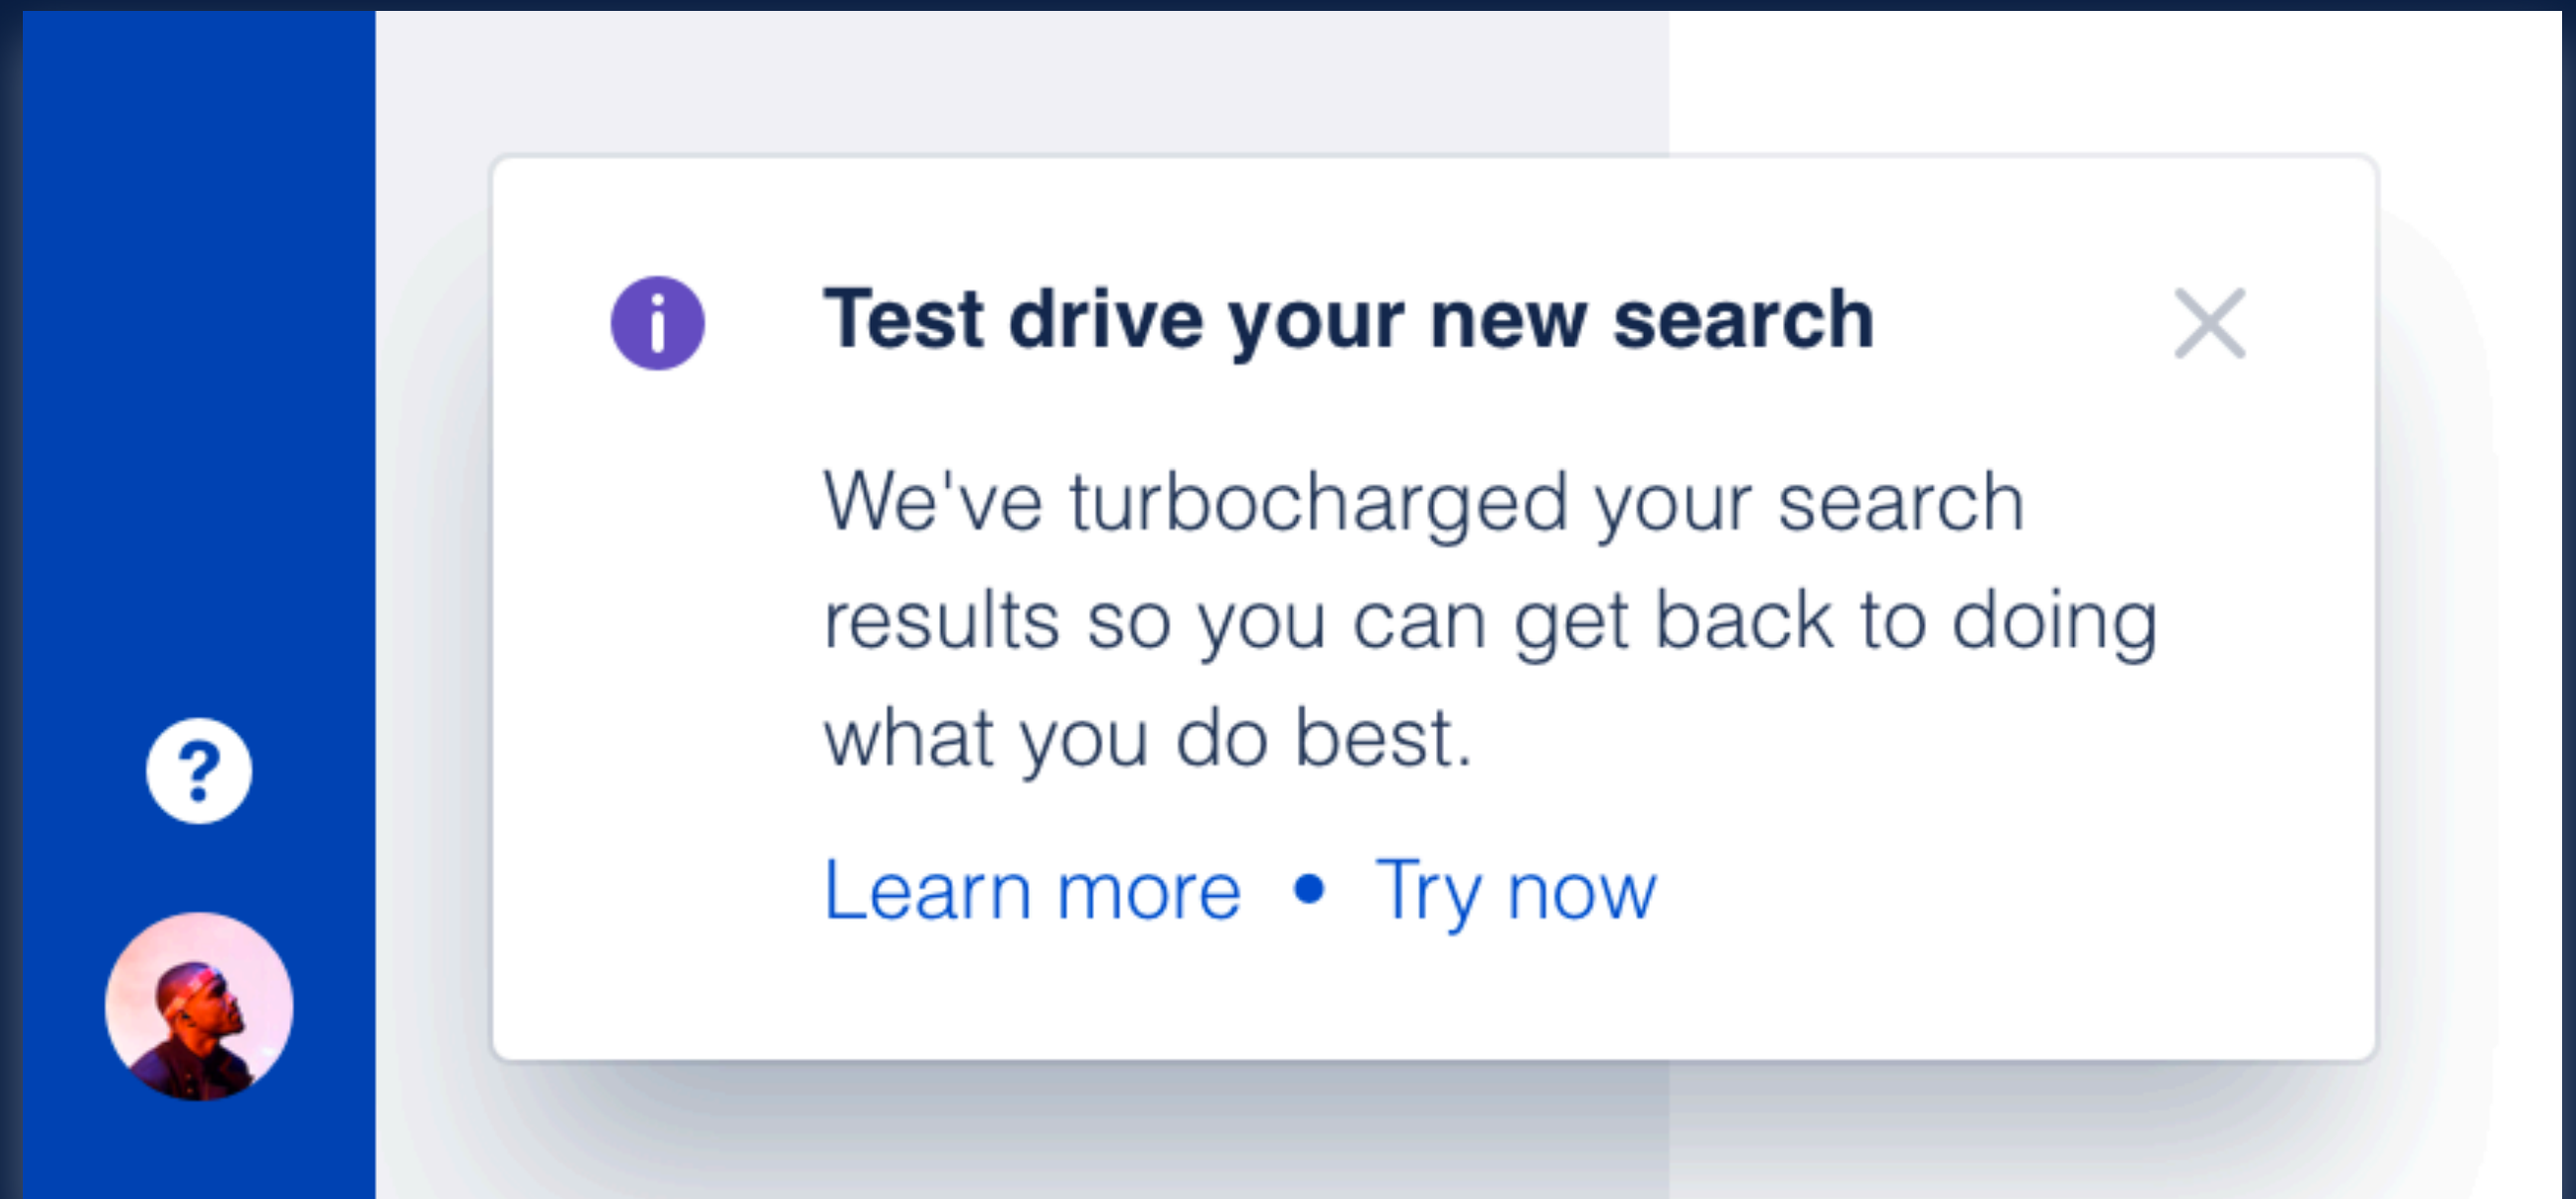 Test drive your new search
We've turbocharged your search
results so you can get back to doing
what you do best.
Learn more • Try now
?